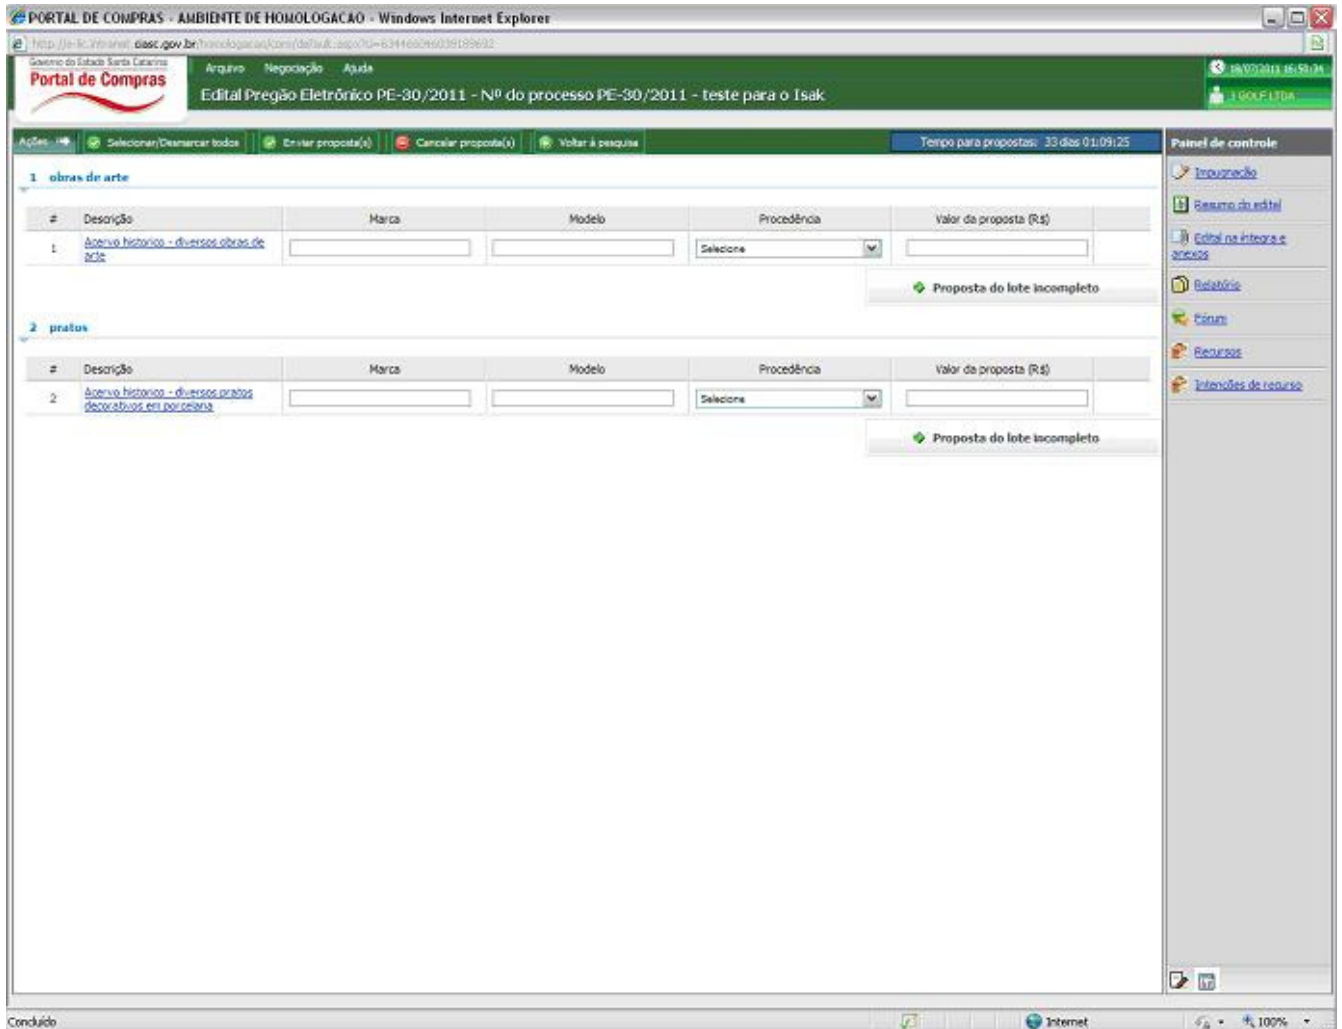 PORTAL DE COMPRAS - AMBIENTE DE HOMOLOGACAO - Windows Internet Explorer
ciasc.gov.br
Governo do Estado Santa Catarina
Portal de Compras
Arquivo Negociação Ajuda
Edital Pregão Eletrônico PE-30/2011 - Nº do processo PE-30/2011 - teste para o Isak
GOLF LTDA
Ações Selecionar/Desmarcar todos Enviar proposta(s) Cancelar proposta(s) Voltar à pesquisa Tempo para propostas: 33 dias 01:09:25
Painel de controle
Impugnação
Resumo do edital
Edital na íntegra e
anexos
Relatório
Fórum
Recursos
Intenções de recurso
1 obras de arte
# Descrição Marca Modelo Procedência Valor da proposta (R$)
1 Acervo historico - diversos obras de
arte
Selecione
Proposta do lote incompleto
2 pratos
# Descrição Marca Modelo Procedência Valor da proposta (R$)
2 Acervo historico - diversos pratos
decorativos em porcelana
Selecione
Proposta do lote incompleto
Concluído Internet 100%